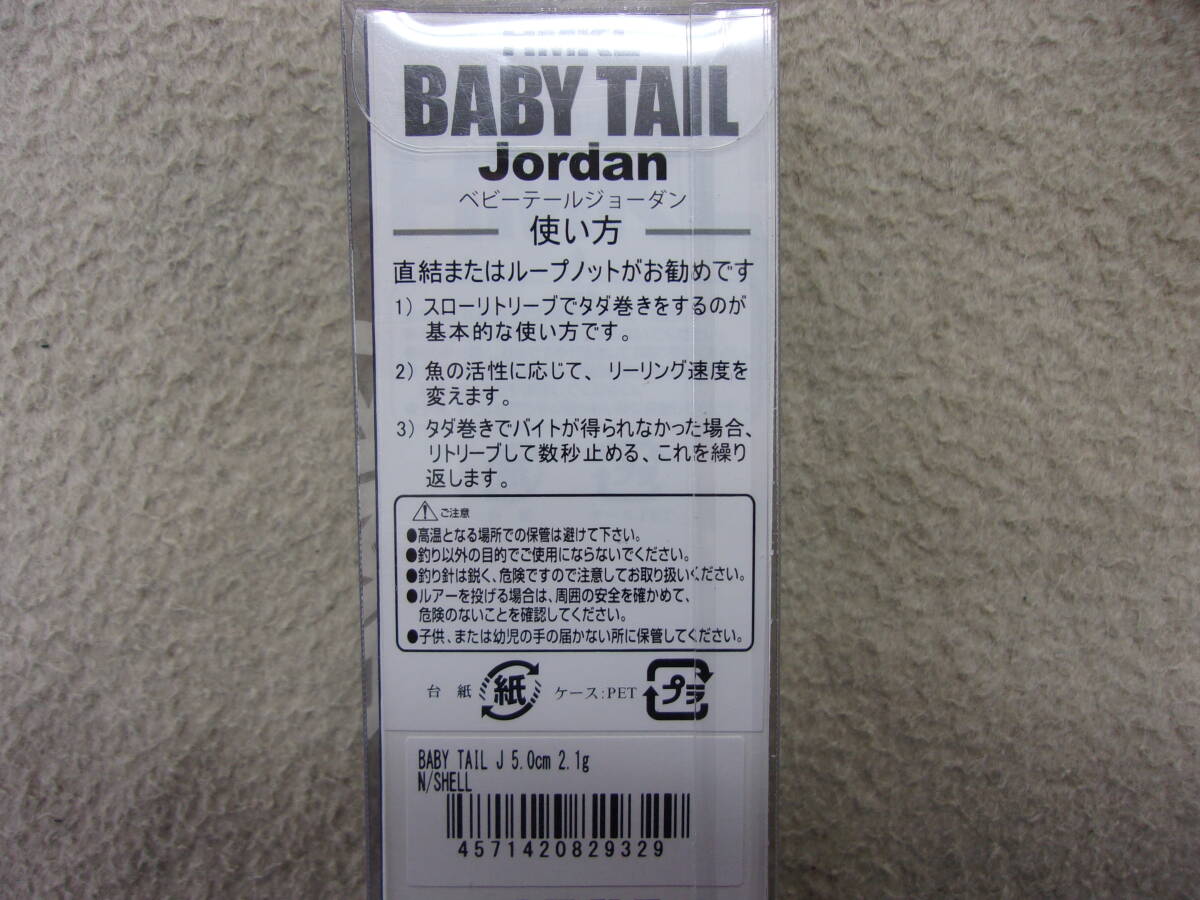 HMKL
BABY TAIL
Jordan
ベビーテールジョーダン
使い方
直結またはループノットがお勧めです
1) スローリトリーブでタダ巻きをするのが
基本的な使い方です。
2) 魚の活性に応じて、リーリング速度を
変えます。
3) タダ巻きでバイトが得られなかった場合、
リトリーブして数秒止める、これを繰り
返します。
ご注意
●高温となる場所での保管は避けて下さい。
●釣り以外の目的でご使用にならないでください。
●釣り針は鋭く、危険ですので注意してお取り扱いください。
●ルアーを投げる場合は、周囲の安全を確かめて、
危険のないことを確認してください。
●子供、または幼児の手の届かない所に保管してください。
台 紙 紙 ケース:PET プラ
BABY TAIL J 5.0cm 2.1g
N/SHELL
4571420829329